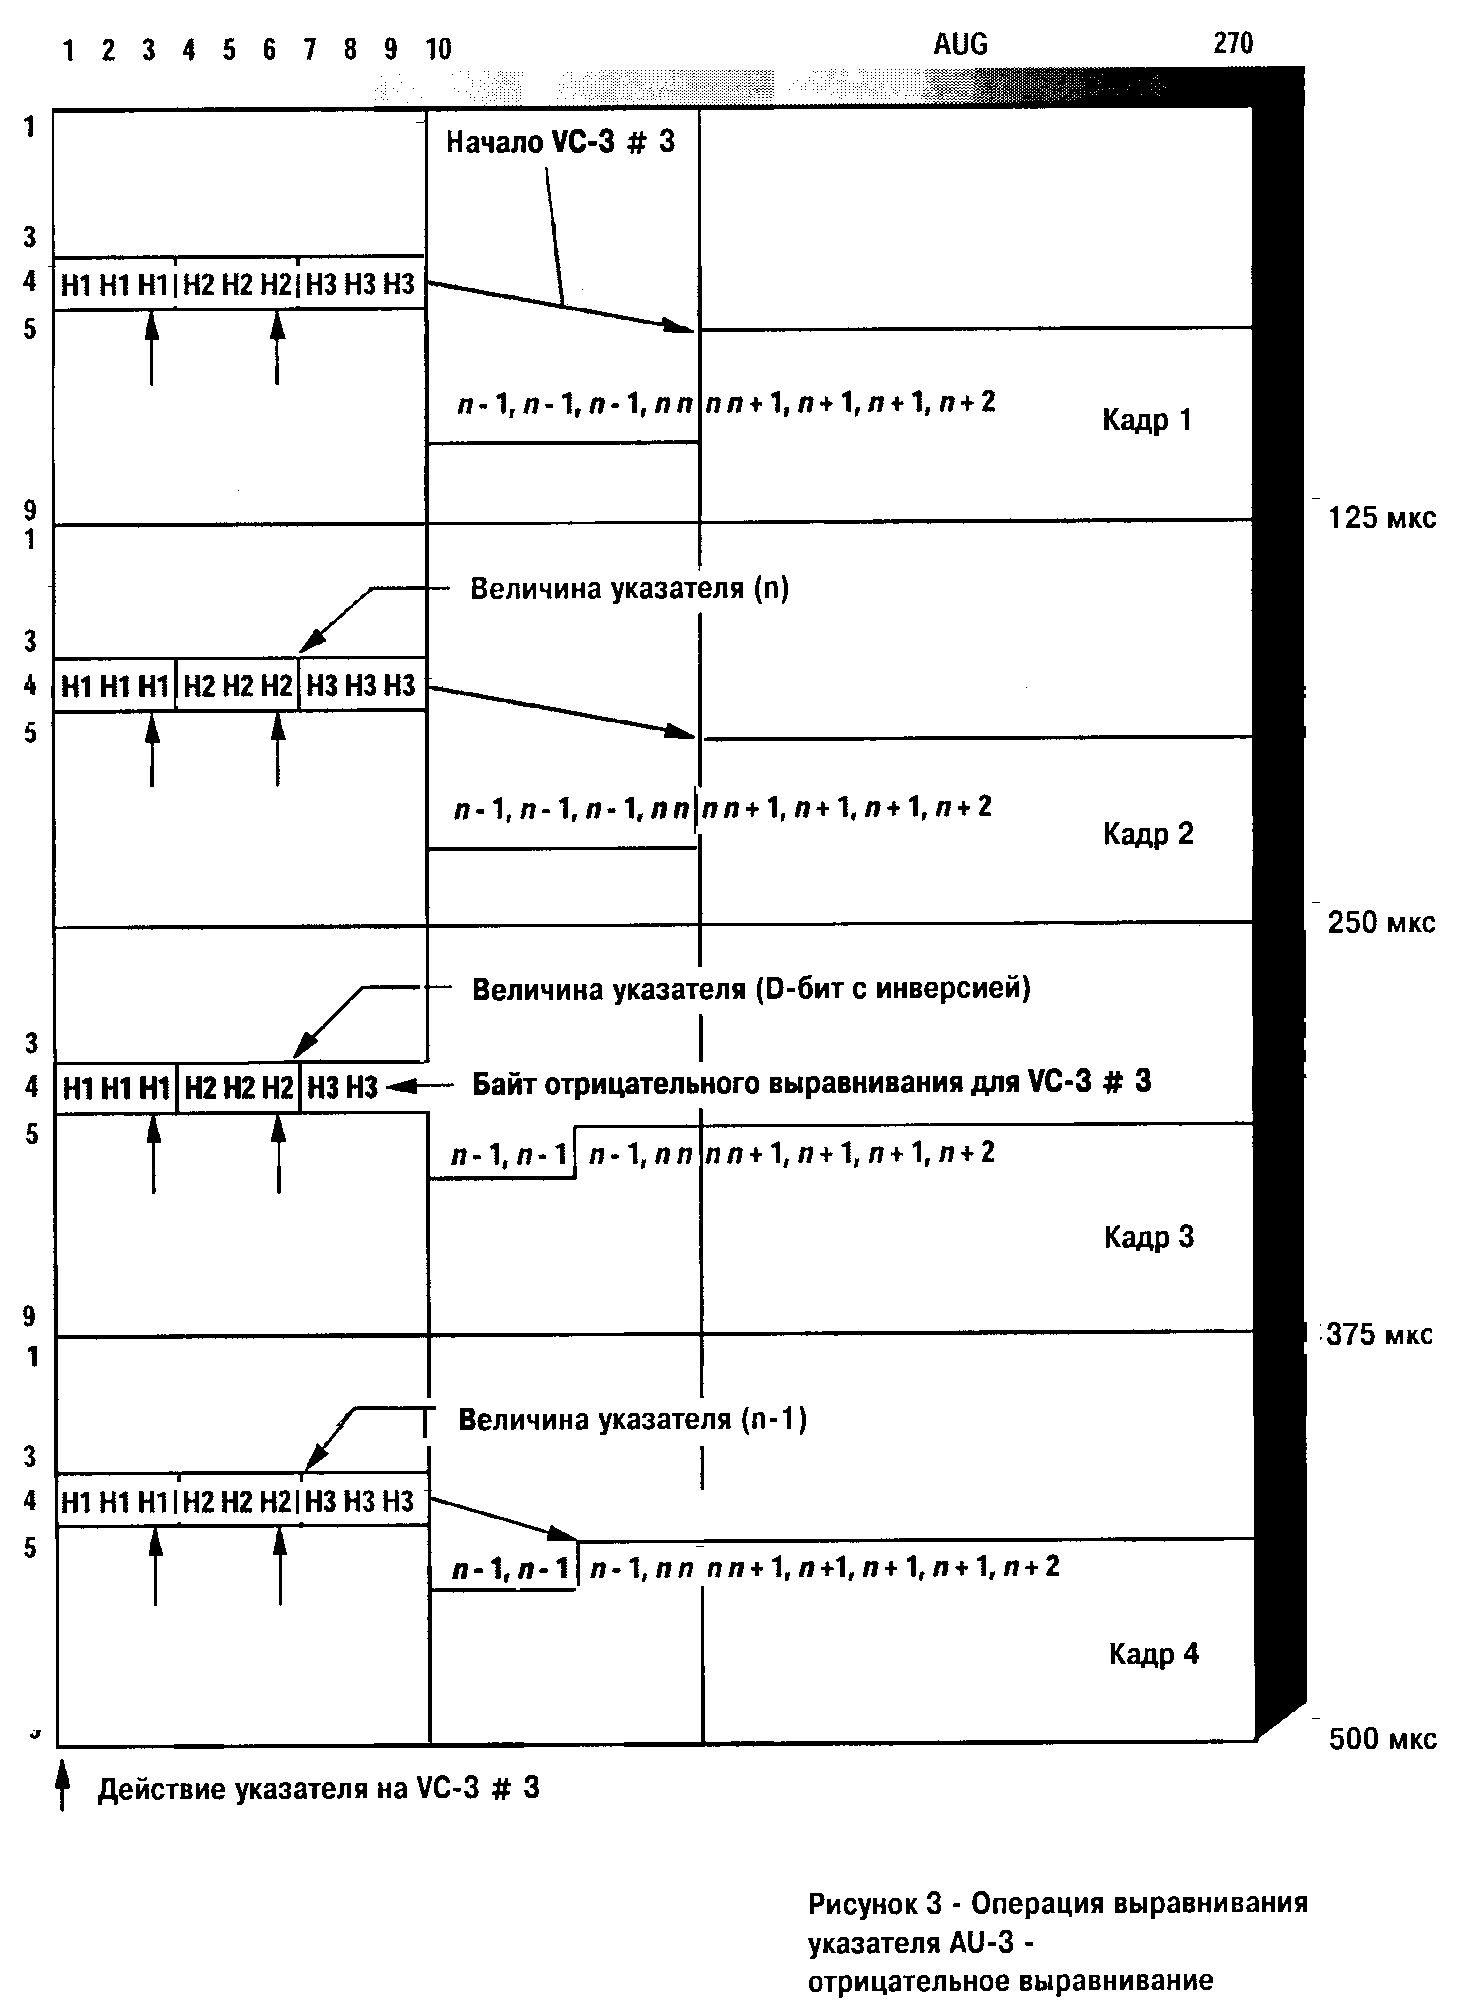 1 2 3 4 5 6 7 8 9 10 AUG 270
1
Начало VC-3 # 3
3
4 H1 H1 H1 H2 H2 H2 H3 H3 H3
5
n - 1, n - 1, n - 1, n n n n + 1, n + 1, n + 1, n + 2
Кадр 1
9
125 мкс
1
Величина указателя (n)
3
4 H1 H1 H1 H2 H2 H2 H3 H3 H3
5
n - 1, n - 1, n - 1, n n n n + 1, n + 1, n + 1, n + 2
Кадр 2
250 мкс
Величина указателя (D-бит с инверсией)
3
4 H1 H1 H1 H2 H2 H2 H3 H3 Байт отрицательного выравнивания для VC-3 # 3
5
n - 1, n - 1 n - 1, n n n n + 1, n + 1, n + 1, n + 2
Кадр 3
9
375 мкс
1
Величина указателя (n-1)
3
4 H1 H1 H1 H2 H2 H2 H3 H3 H3
5
n - 1, n - 1 n - 1, n n n n + 1, n+1, n + 1, n + 1, n + 2
Кадр 4
500 мкс
Действие указателя на VC-3 # 3
Рисунок 3 - Операция выравнивания
указателя AU-3 -
отрицательное выравнивание